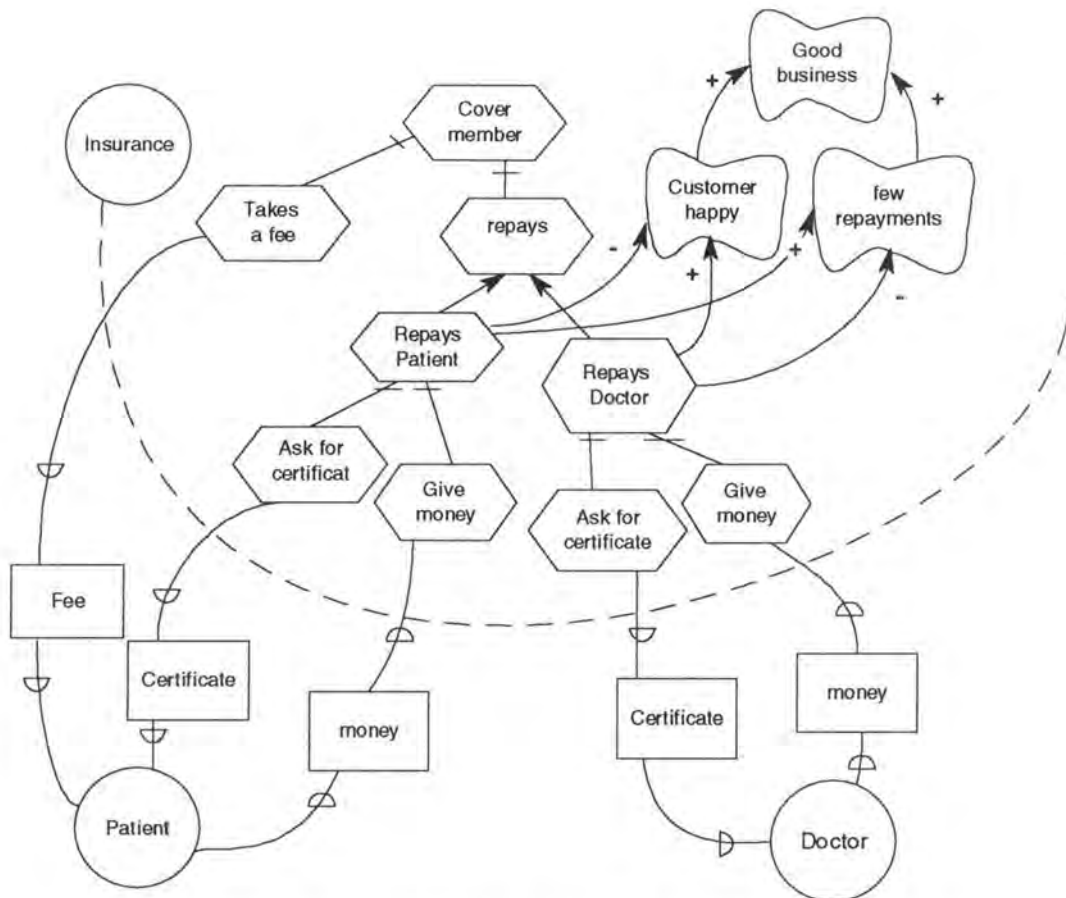 Good
business
+
+
Insurance
Cover
member
Takes
a fee
repays
Customer
happy
few
repayments
-
+
+
-
Repays
Patient
Repays
Doctor
Ask for
certificat
Give
money
Ask for
certificate
Give
money
Fee
Certificate
money
Certificate
money
Patient
Doctor